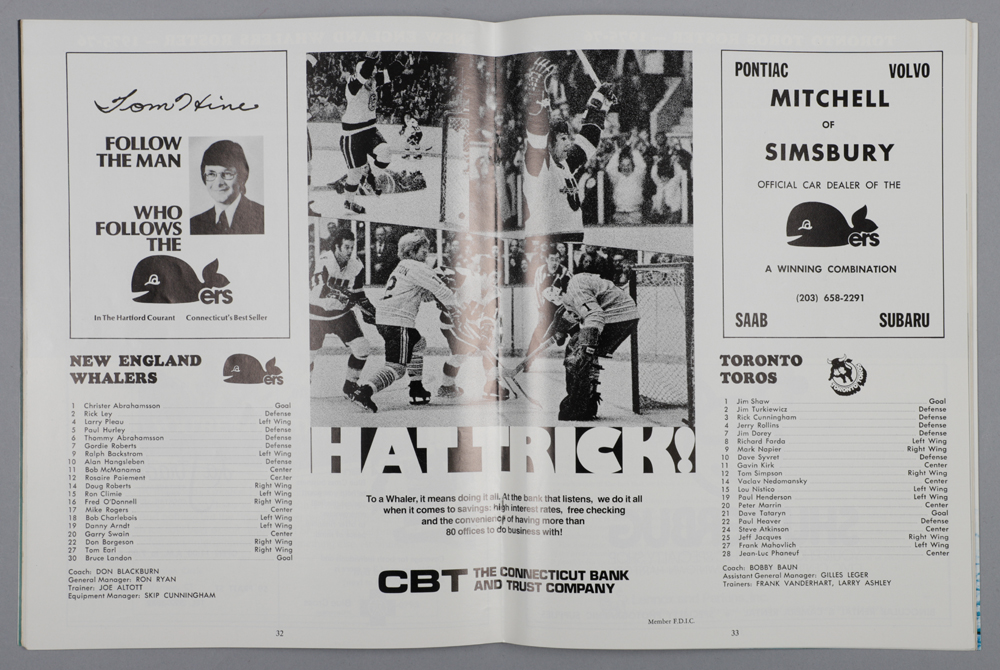 Tom Hine
FOLLOW
THE MAN
WHO
FOLLOWS
THE
ers
In The Hartford Courant Connecticut's Best Seller
NEW ENGLAND
WHALERS
ers
1 Christer Abrahamsson Goal
2 Rick Ley Defense
4 Larry Pleau Left Wing
5 Paul Hurley Defense
6 Thommy Abrahamsson Defense
7 Gordie Roberts Defense
9 Ralph Backstrom Left Wing
10 Alan Hangsleben Defense
11 Bob McManama Center
12 Rosaire Paiement Center
14 Doug Roberts Right Wing
15 Ron Climie Left Wing
16 Fred O'Donnell Right Wing
17 Mike Rogers Center
18 Bob Charlebois Left Wing
19 Danny Arndt Left Wing
20 Garry Swain Center
22 Don Borgeson Right Wing
27 Tom Earl Right Wing
30 Bruce Landon Goal
Coach: DON BLACKBURN
General Manager: RON RYAN
Trainer: JOE ALTOTT
Equipment Manager: SKIP CUNNINGHAM
32
HAT TRICK!
To a Whaler, it means doing it all. At the bank that listens, we do it all
when it comes to savings: high interest rates, free checking
and the convenience of having more than
80 offices to do business with!
CBT THE CONNECTICUT BANK
AND TRUST COMPANY
Member F.D.I.C.
PONTIAC VOLVO
MITCHELL
OF
SIMSBURY
OFFICIAL CAR DEALER OF THE
ers
A WINNING COMBINATION
(203) 658-2291
SAAB SUBARU
TORONTO
TOROS
1 Jim Shaw Goal
2 Jim Turkiewicz Defense
3 Rick Cunningham Defense
4 Jerry Rollins Defense
7 Jim Dorey Defense
8 Richard Farda Left Wing
9 Mark Napier Right Wing
10 Dave Syvret Defense
11 Gavin Kirk Center
12 Tom Simpson Right Wing
14 Vaclav Nedomansky Center
15 Lou Nistico Left Wing
19 Paul Henderson Left Wing
20 Peter Marrin Center
21 Dave Tataryn Goal
22 Paul Heaver Defense
24 Steve Atkinson Center
25 Jeff Jacques Right Wing
27 Frank Mahovlich Left Wing
28 Jean-Luc Phaneuf Center
Coach: BOBBY BAUN
Assistant General Manager: GILLES LEGER
Trainers: FRANK VANDERHART, LARRY ASHLEY
33